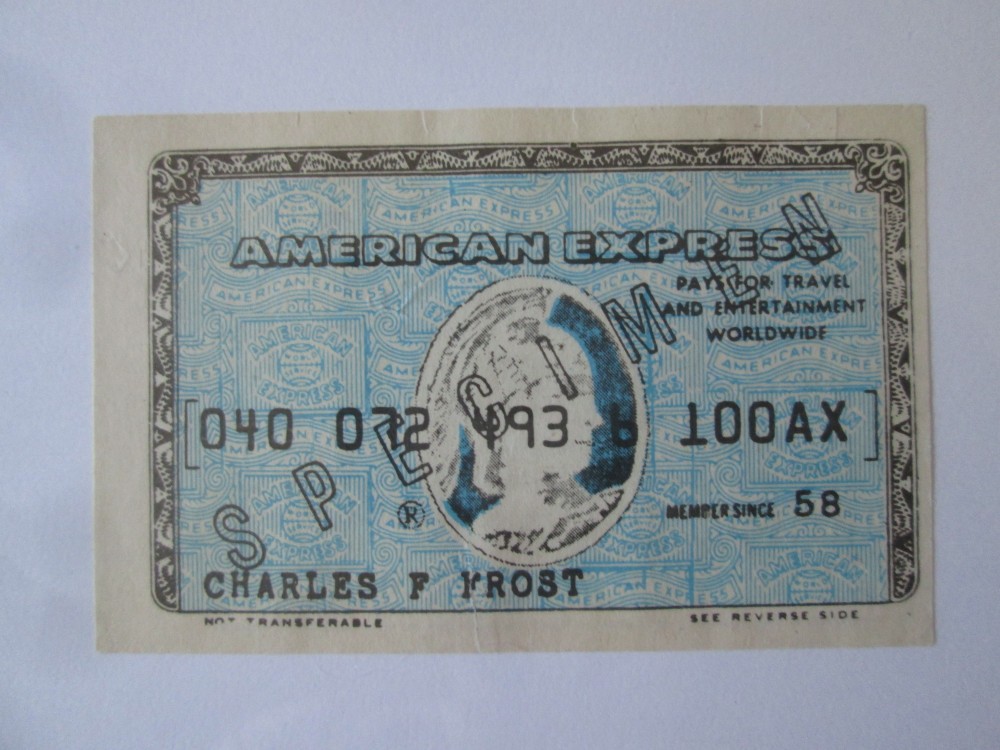 AMERICAN EXPRESS
PAYS FOR TRAVEL
AND ENTERTAINMENT
WORLDWIDE
SPECIMEN
040 072 493 6 100AX
®
MEMPER SINCE 58
CHARLES F FROST
NOT TRANSFERABLE
SEE REVERSE SIDE